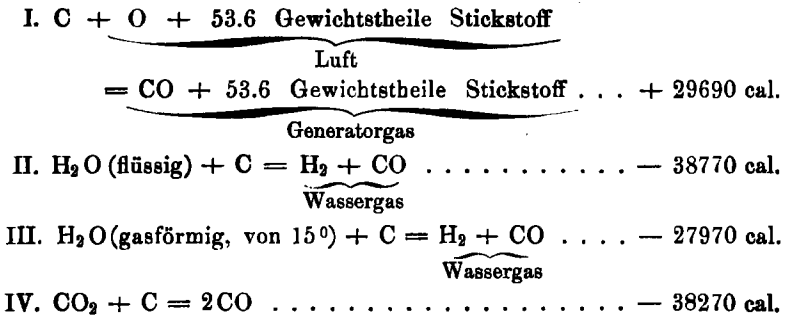 I. C + O + 53.6 Gewichtstheile Stickstoff
Luft
= CO + 53.6 Gewichtstheile Stickstoff . . . + 29690 cal.
Generatorgas
II. H₂O (flüssig) + C = H₂ + CO . . . . . . . . . . . — 38770 cal.
Wassergas
III. H₂O (gasförmig, von 15⁰) + C = H₂ + CO . . . . — 27970 cal.
Wassergas
IV. CO₂ + C = 2CO . . . . . . . . . . . . . . . . . . . — 38270 cal.